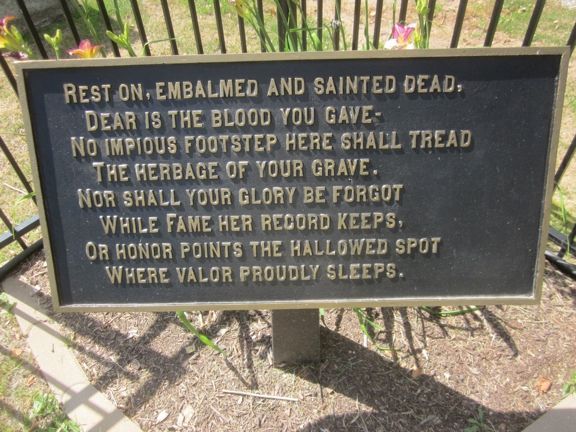 Rest on, embalmed and sainted dead,
Dear is the blood you gave-
No impious footstep here shall tread
The herbage of your grave.
Nor shall your glory be forgot
While Fame her record keeps,
Or honor points the hallowed spot
Where valor proudly sleeps.